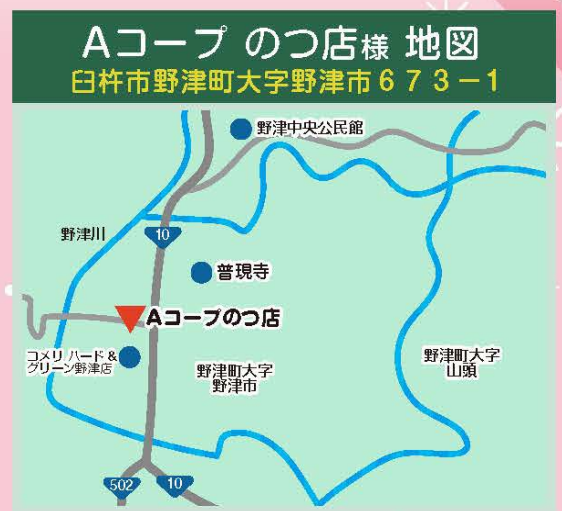 Aコープ のつ店様 地図
臼杵市野津町大字野津市673-1
野津中央公民館
野津川
10
普現寺
Aコープのつ店
コメリ ハード&
グリーン野津店
野津町大字
野津市
野津町大字
山頭
502
10